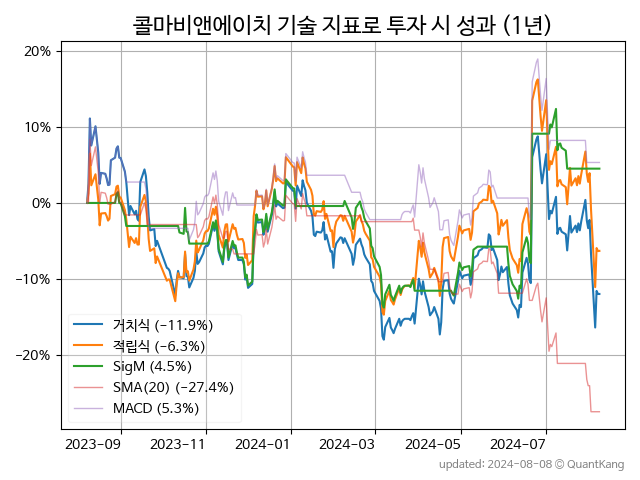 콜마비앤에이치 기술 지표로 투자 시 성과 (1년)
20%
10%
0%
−10%
−20%
거치식 (−11.9%)
적립식 (−6.3%)
SigM (4.5%)
SMA(20) (−27.4%)
MACD (5.3%)
2023-09
2023-11
2024-01
2024-03
2024-05
2024-07
updated: 2024-08-08 © QuantKang